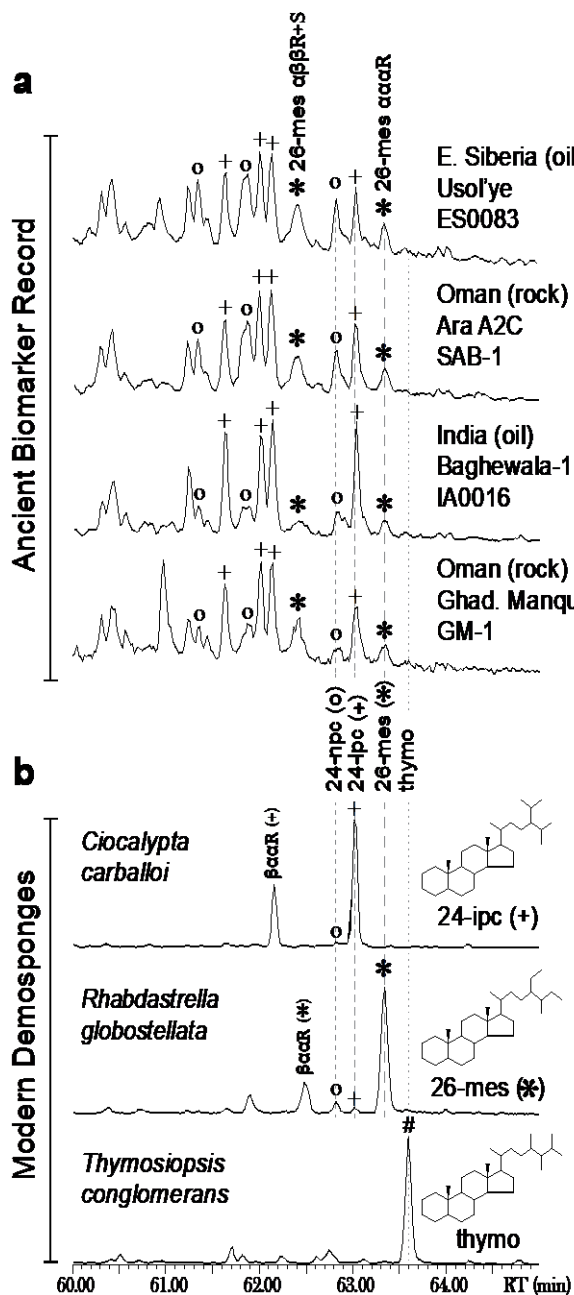 a
26-mes αββR+S
26-mes αααR
Ancient Biomarker Record
+ + + + + o o o * *
E. Siberia (oil
Usol'ye
ES0083
+ ++ + o o o * *
Oman (rock)
Ara A2C
SAB-1
+ + + + o o o * *
India (oil)
Baghewala-1
IA0016
+ + + + o o o * *
Oman (rock)
Ghad. Manqu
GM-1
24-npc (o)
24-ipc (+)
26-mes (*)
thymo
b
Modern Demosponges
Ciocalypta
carballoi
βααR (+)
o +
24-ipc (+)
Rhabdastrella
globostellata
βααR (*)
o + *
26-mes (*)
Thymosiopsis
conglomerans
#
thymo
60.00 61.00 62.00 63.00 64.00 RT (min)